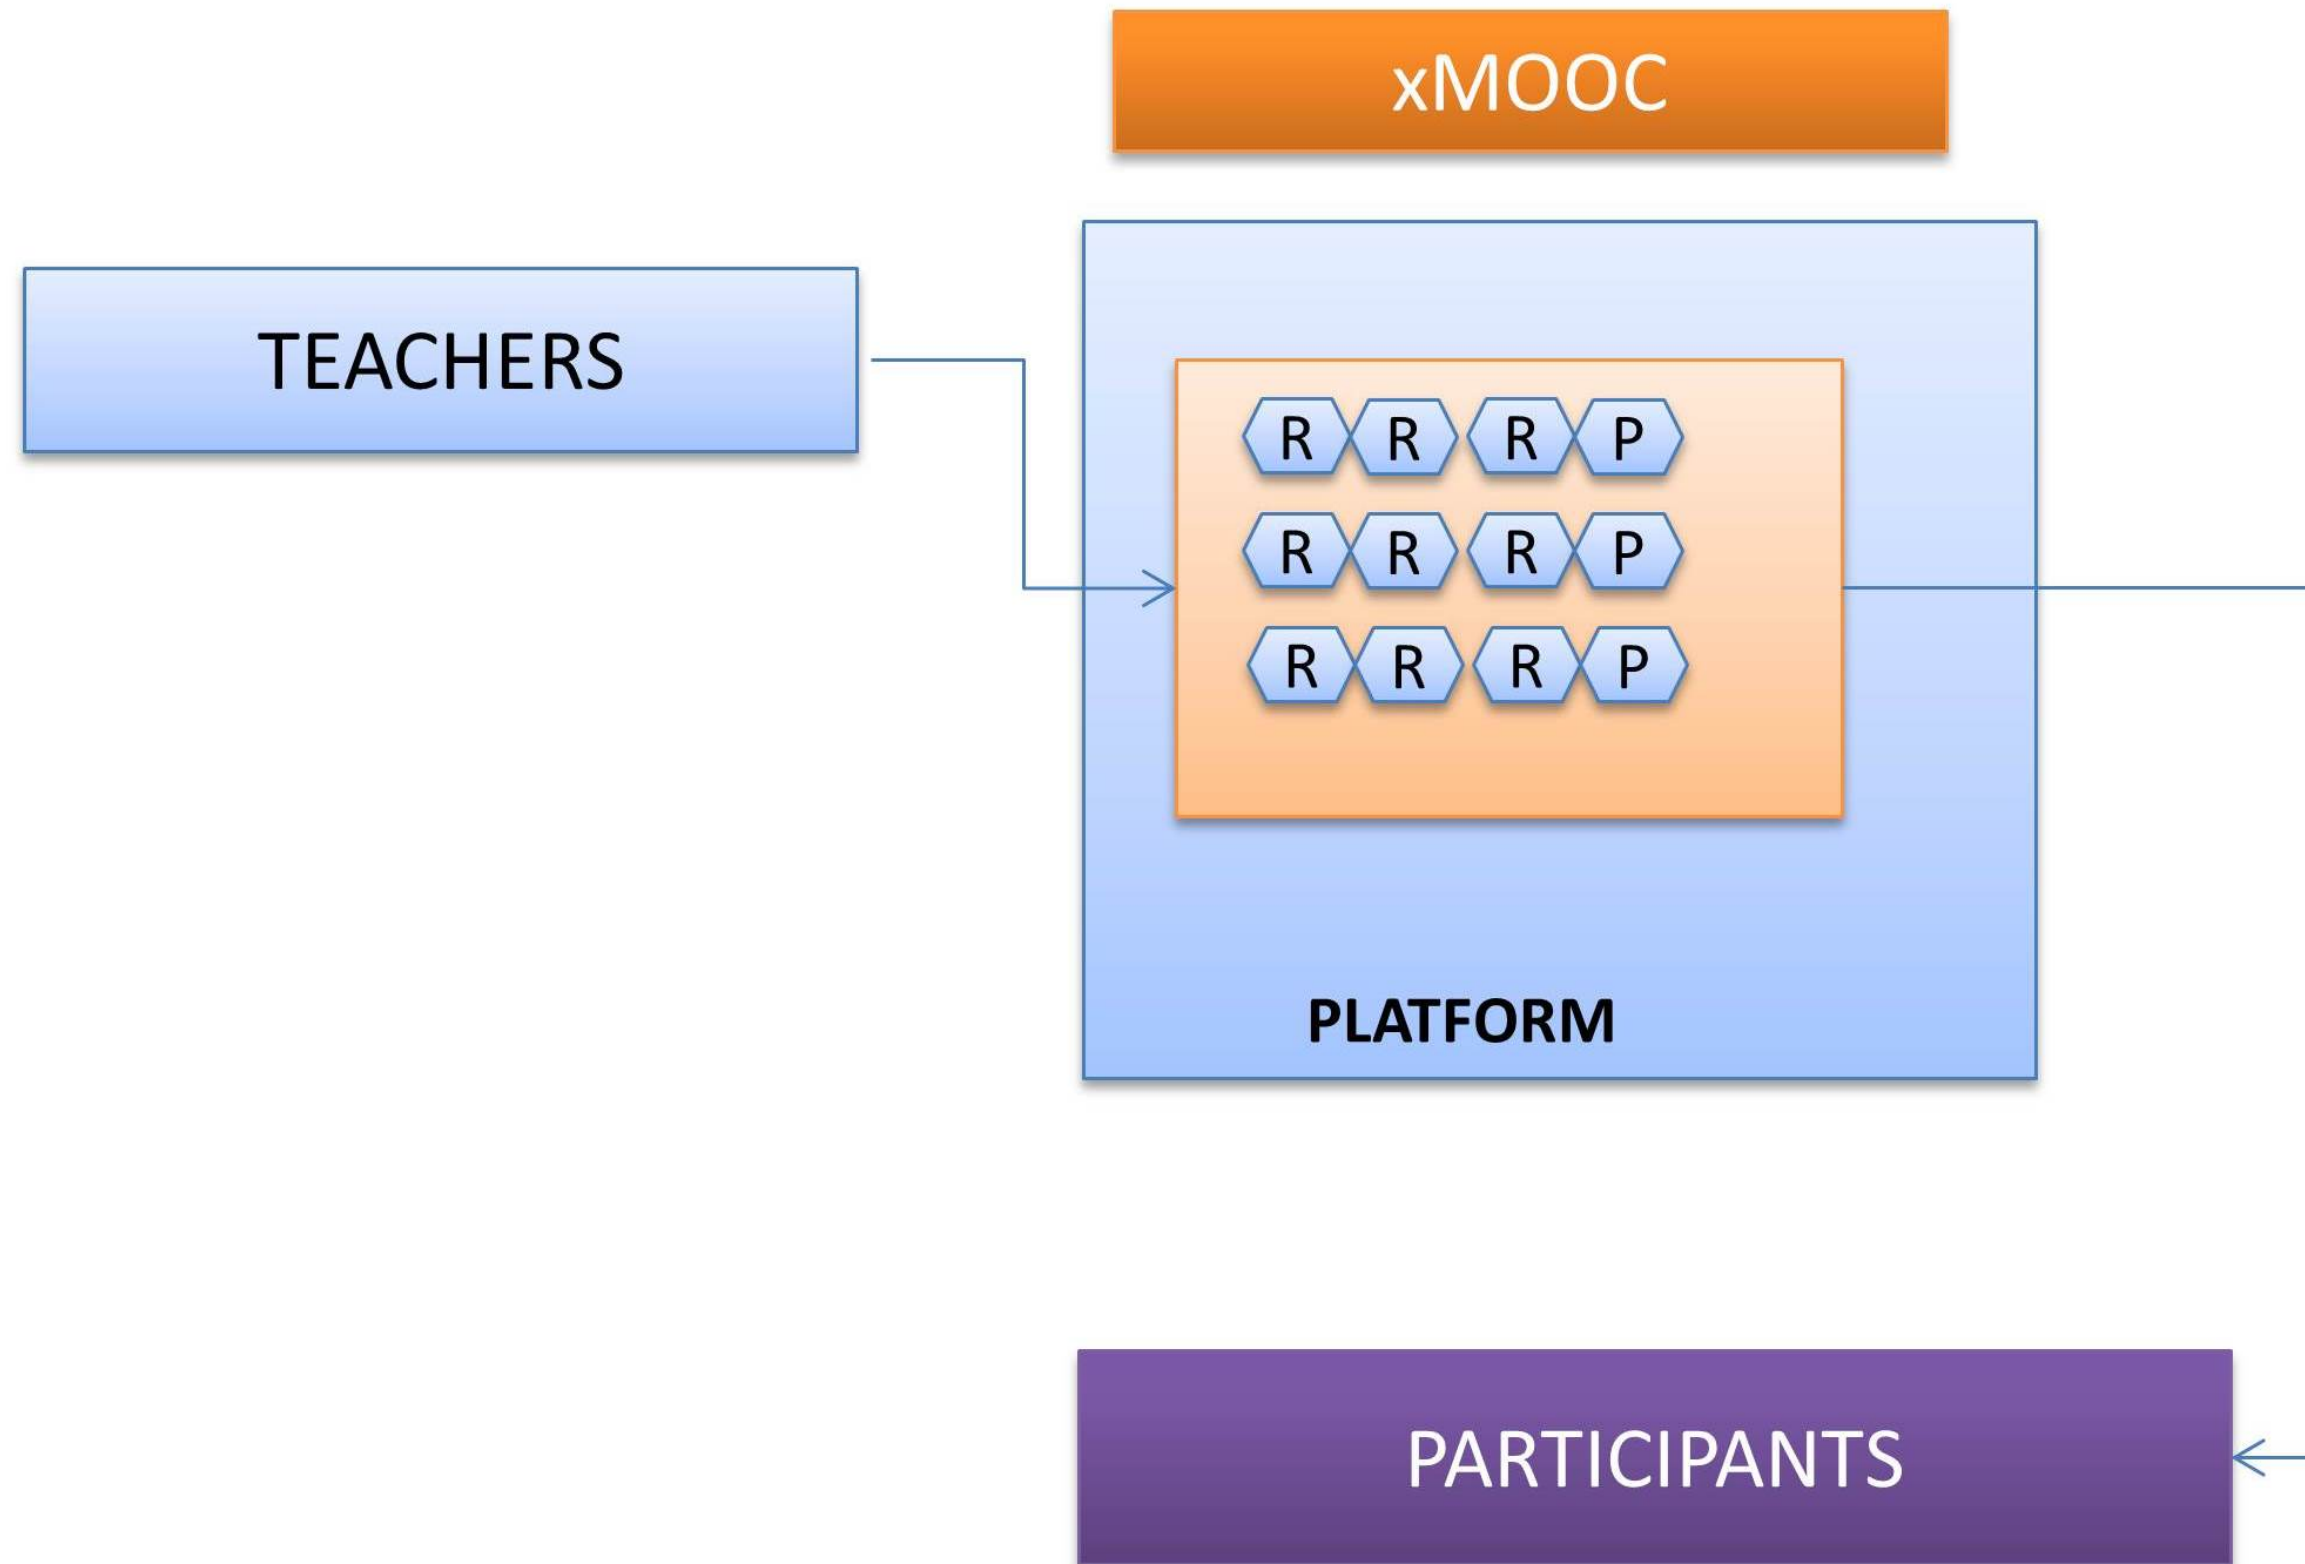 xMOOC
TEACHERS
R R R P
R R R P
R R R P
PLATFORM
PARTICIPANTS